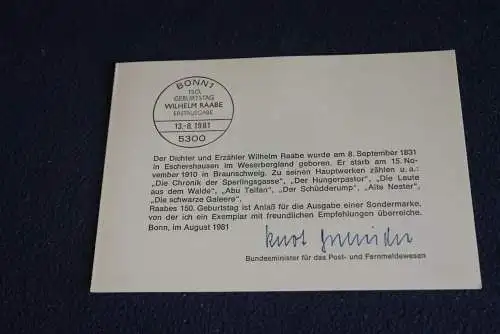 BONN 1
150.
GEBURTSTAG
WILHELM RAABE
ERSTAUSGABE
13.-8.1981
5300
Der Dichter und Erzähler Wilhelm Raabe wurde am 8. September 1831
in Eschershausen im Weserbergland geboren. Er starb am 15. No-
vember 1910 in Braunschweig. Zu seinen Hauptwerken zählen u. a.:
„Die Chronik der Sperlingsgasse", „Der Hungerpastor", „Die Leute
aus dem Walde", „Abu Telfan", „Der Schüdderump", „Alte Nester",
„Die schwarze Galeere".
Raabes 150. Geburtstag ist Anlaß für die Ausgabe einer Sondermarke,
von der ich ein Exemplar mit freundlichen Empfehlungen überreiche.
Bonn, im August 1981
Kurt Gscheidle
Bundesminister für das Post- und Fernmeldewesen